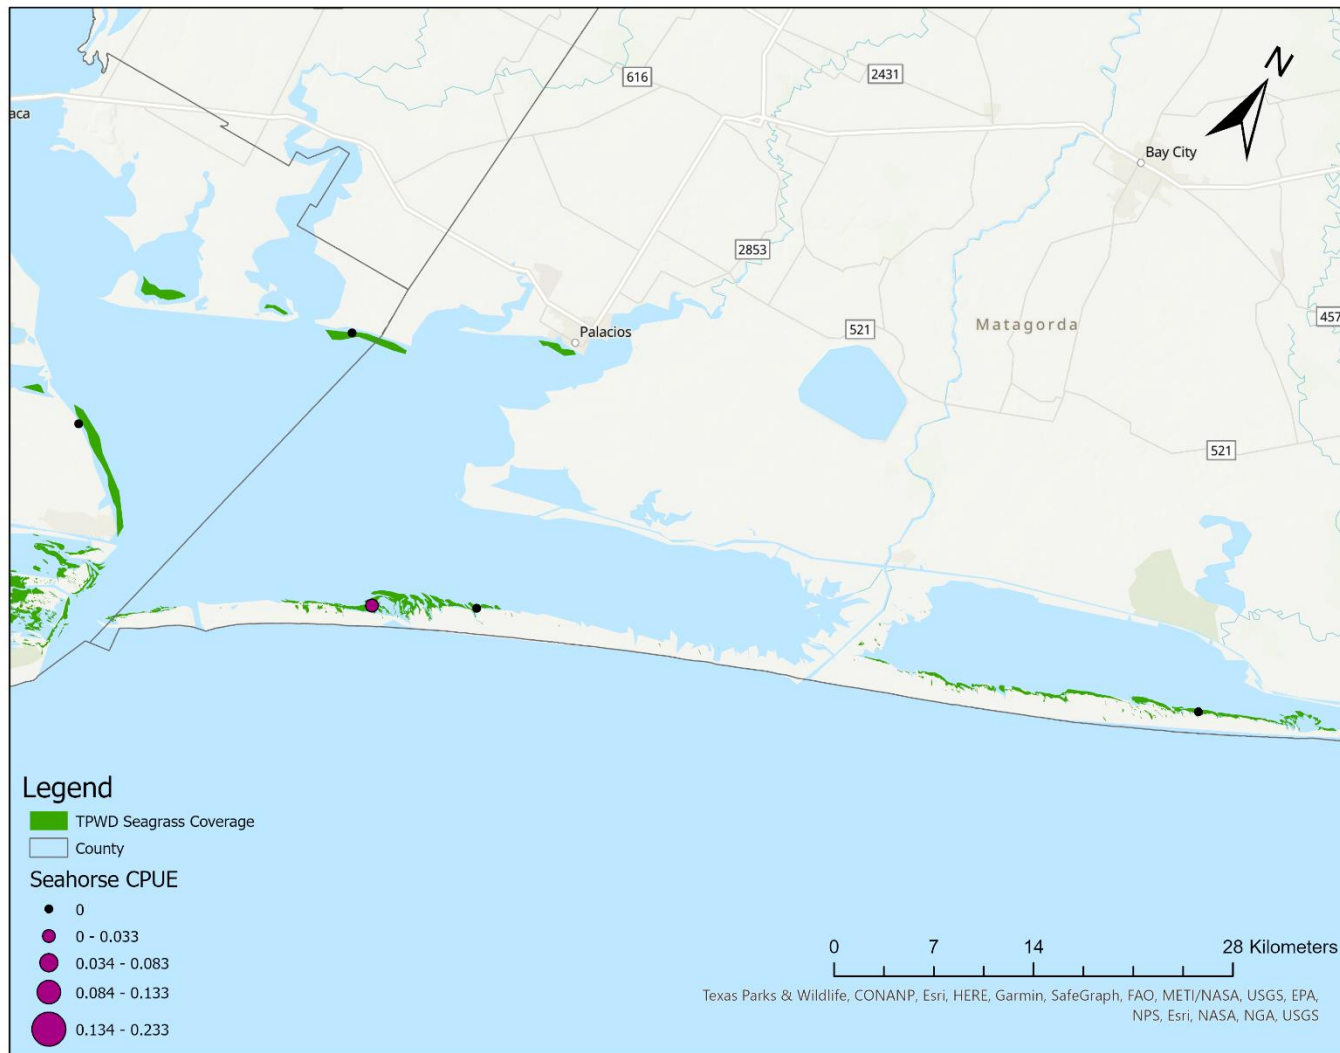 616
2431
N
aca
Bay City
2853
Palacios
521
Matagorda
457
521
Legend
TPWD Seagrass Coverage
County
Seahorse CPUE
0
0 - 0.033
0.034 - 0.083
0.084 - 0.133
0.134 - 0.233
0 7 14 28 Kilometers
Texas Parks & Wildlife, CONANP, Esri, HERE, Garmin, SafeGraph, FAO, METI/NASA, USGS, EPA,
NPS, Esri, NASA, NGA, USGS